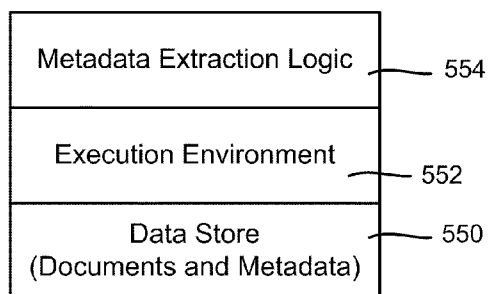 Metadata Extraction Logic
554
Execution Environment
552
Data Store
550
(Documents and Metadata)